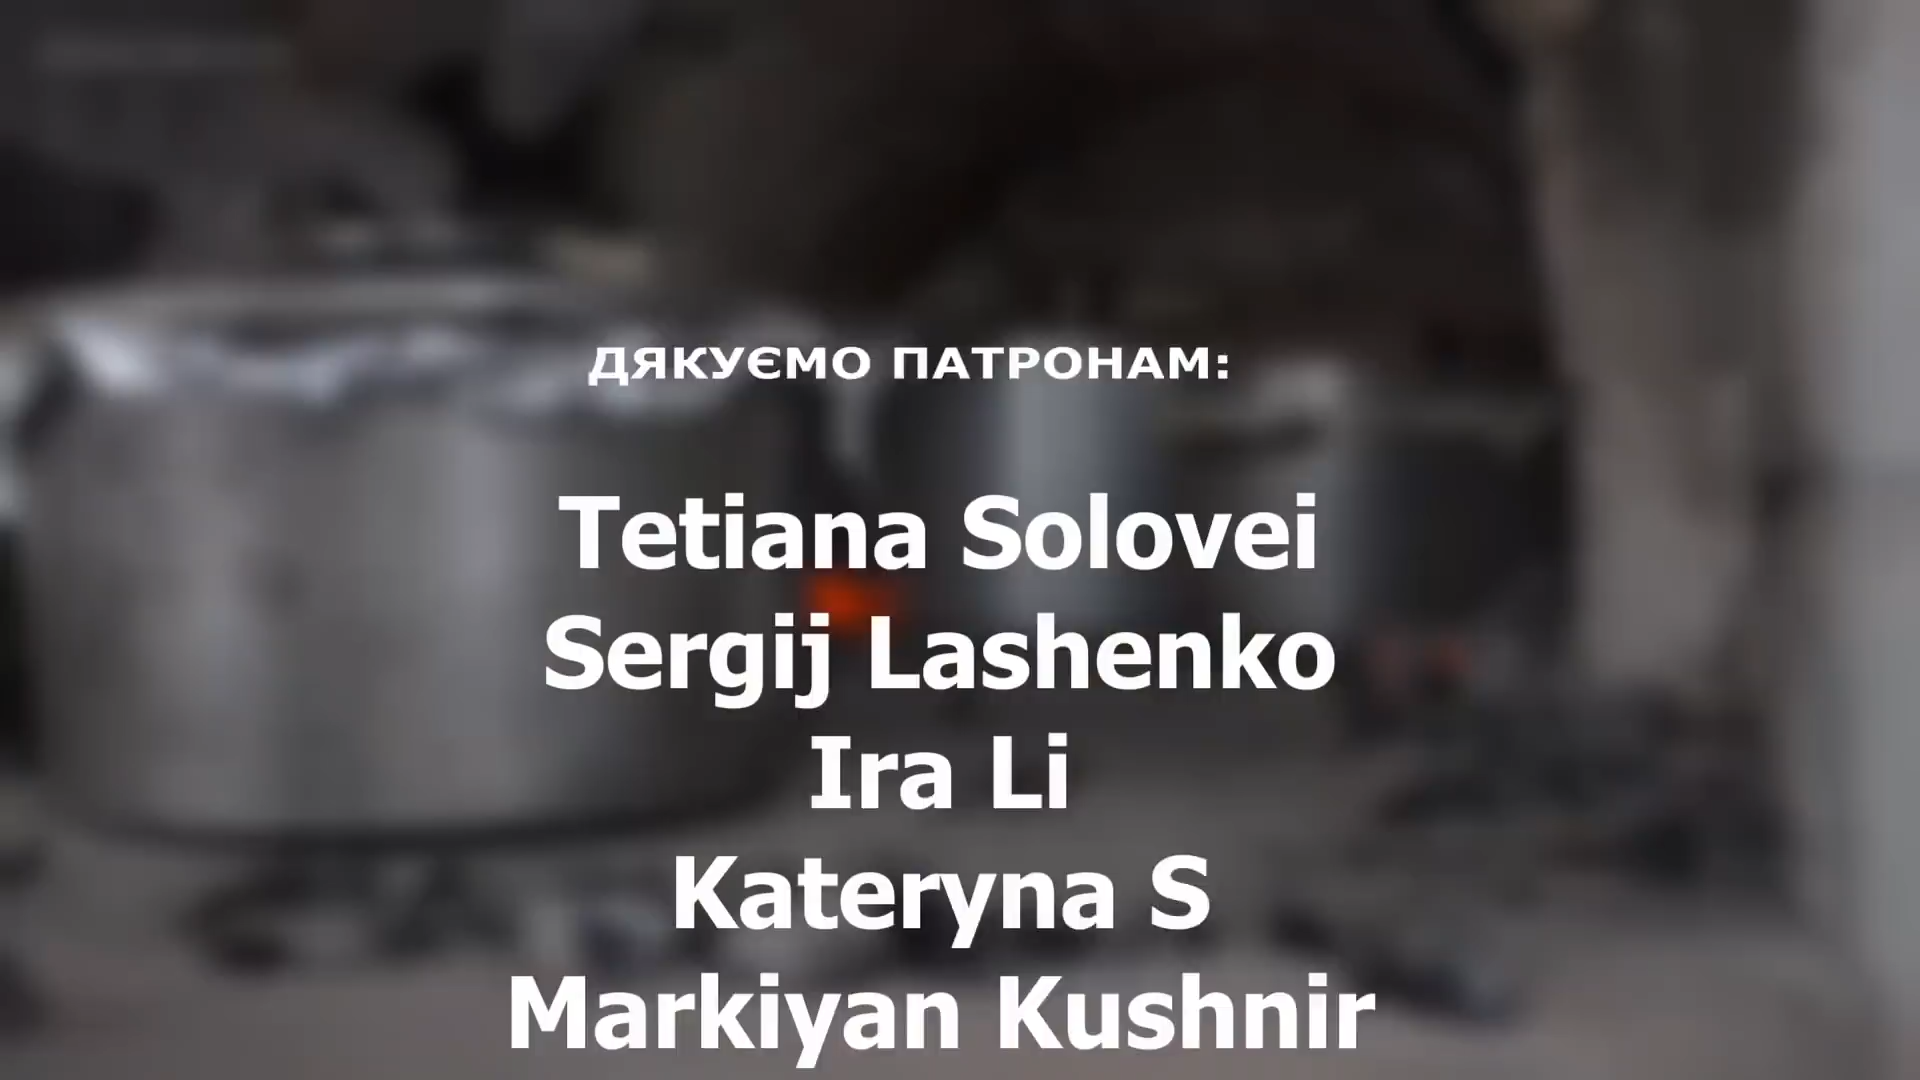 ДЯКУЄМО ПАТРОНАМ:
Tetiana Solovei
Sergij Lashenko
Ira Li
Kateryna S
Markiyan Kushnir